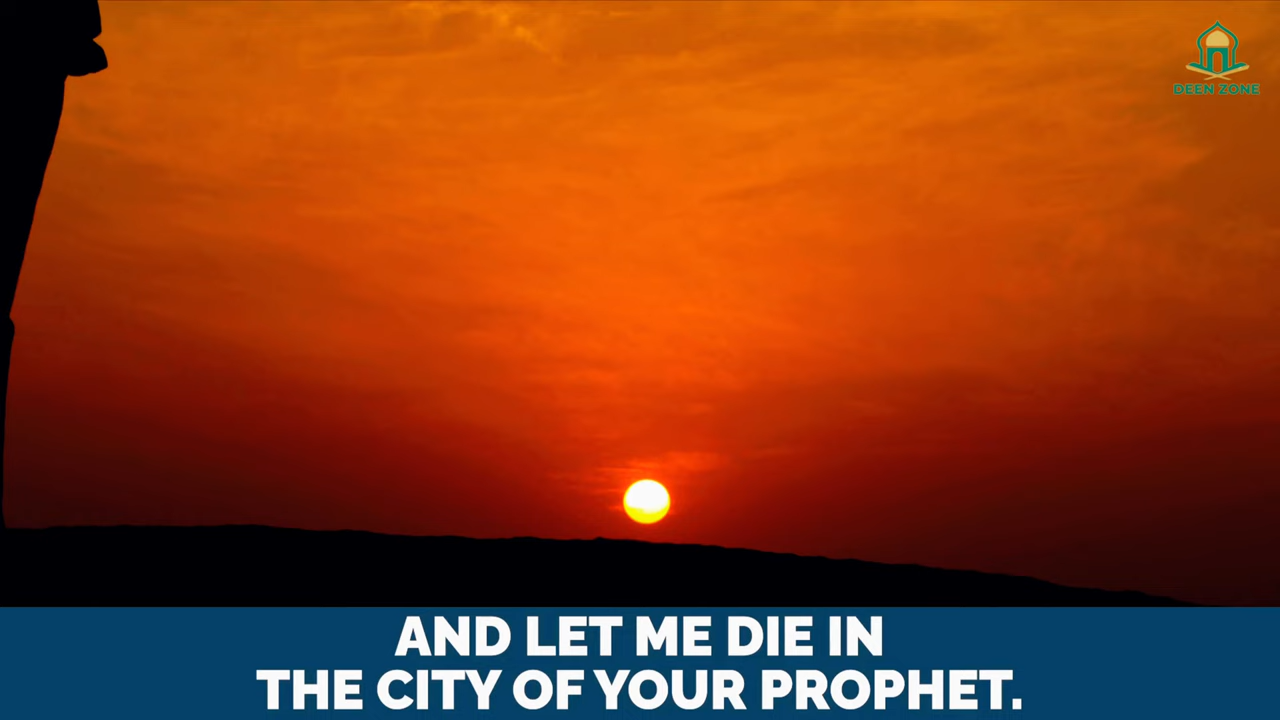 DEEN ZONE
AND LET ME DIE IN
THE CITY OF YOUR PROPHET.